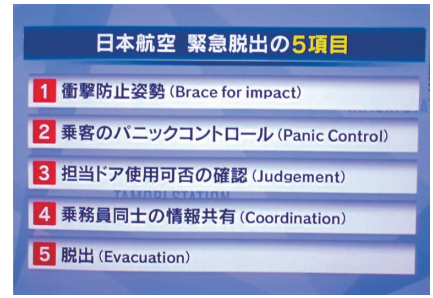 日本航空 緊急脱出の5項目
1 衝撃防止姿勢（Brace for impact）
2 乗客のパニックコントロール（Panic Control）
3 担当ドア使用可否の確認（Judgement）
TAMORI STATION
4 乗務員同士の情報共有（Coordination）
5 脱出（Evacuation）